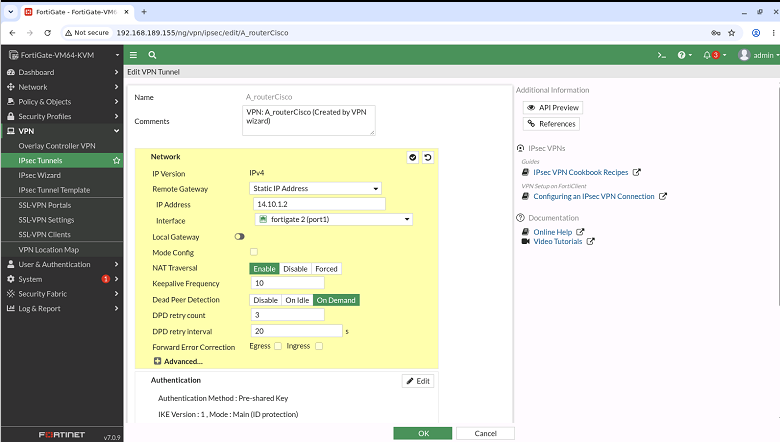 FortiGate - FortiGate-VM6
Not secure 192.168.189.155/ng/vpn/ipsec/edit/A_routerCisco
FortiGate-VM64-KVM
3
admin
Dashboard
Network
Policy & Objects
Security Profiles
VPN
Overlay Controller VPN
IPsec Tunnels
IPsec Wizard
IPsec Tunnel Template
SSL-VPN Portals
SSL-VPN Settings
SSL-VPN Clients
VPN Location Map
User & Authentication
System 1
Security Fabric
Log & Report
FORTINET v7.0.9
Edit VPN Tunnel
Name A_routerCisco
Comments VPN: A_routerCisco (Created by VPN
wizard)
Network
IP Version IPv4
Remote Gateway Static IP Address
IP Address 14.10.1.2
Interface fortigate 2 (port1)
Local Gateway
Mode Config
NAT Traversal Enable Disable Forced
Keepalive Frequency 10
Dead Peer Detection Disable On Idle On Demand
DPD retry count 3
DPD retry interval 20 s
Forward Error Correction Egress Ingress
Advanced...
Authentication Edit
Authentication Method : Pre-shared Key
IKE Version : 1 , Mode : Main (ID protection)
OK Cancel
Additional Information
API Preview
References
IPsec VPNs
Guides
IPsec VPN Cookbook Recipes
VPN Setup on FortiClient
Configuring an IPsec VPN Connection
Documentation
Online Help
Video Tutorials